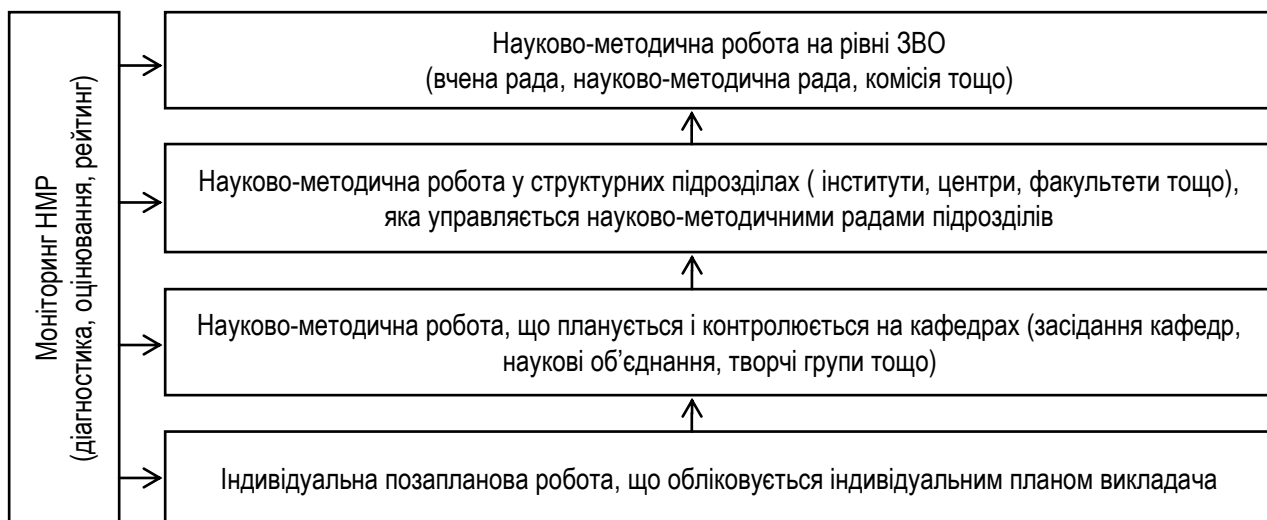 Моніторинг НМР
(діагностика, оцінювання, рейтинг)
Науково-методична робота на рівні ЗВО
(вчена рада, науково-методична рада, комісія тощо)
Науково-методична робота у структурних підрозділах ( інститути, центри, факультети тощо),
яка управляється науково-методичними радами підрозділів
Науково-методична робота, що планується і контролюється на кафедрах (засідання кафедр,
наукові об’єднання, творчі групи тощо)
Індивідуальна позапланова робота, що обліковується індивідуальним планом викладача